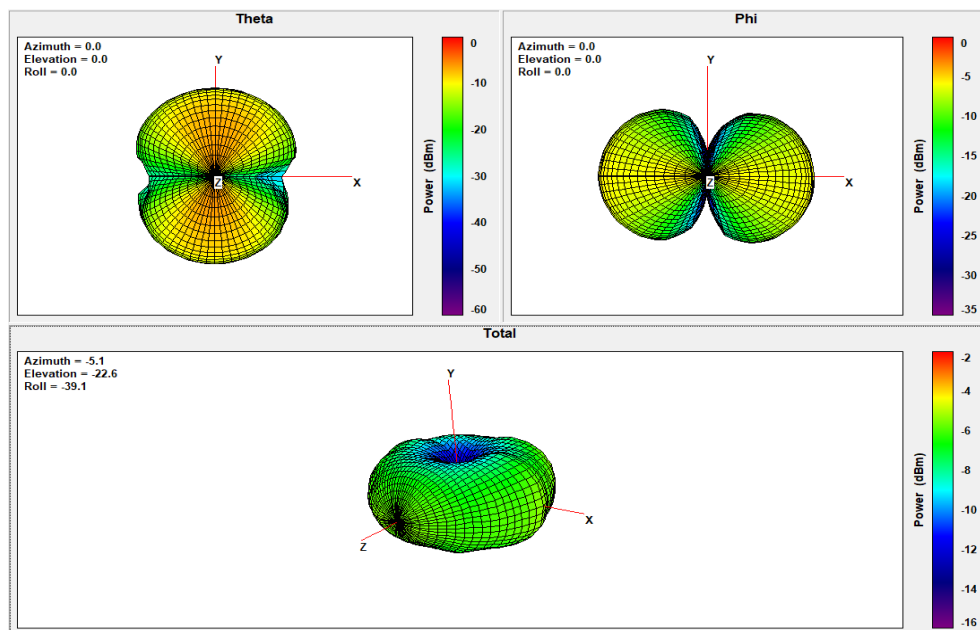 Theta
Azimuth = 0.0
Elevation = 0.0
Roll = 0.0
Y
X
Z
0
-10
-20
-30
-40
-50
-60
Power (dBm)
Phi
Azimuth = 0.0
Elevation = 0.0
Roll = 0.0
Y
X
Z
0
-5
-10
-15
-20
-25
-30
-35
Power (dBm)
Total
Azimuth = -5.1
Elevation = -22.6
Roll = -39.1
Y
X
Z
-2
-4
-6
-8
-10
-12
-14
-16
Power (dBm)